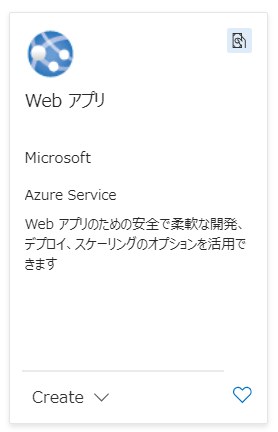 Web アプリ
Microsoft
Azure Service
Web アプリのための安全で柔軟な開発、
デプロイ、スケーリングのオプションを活用で
きます
Create